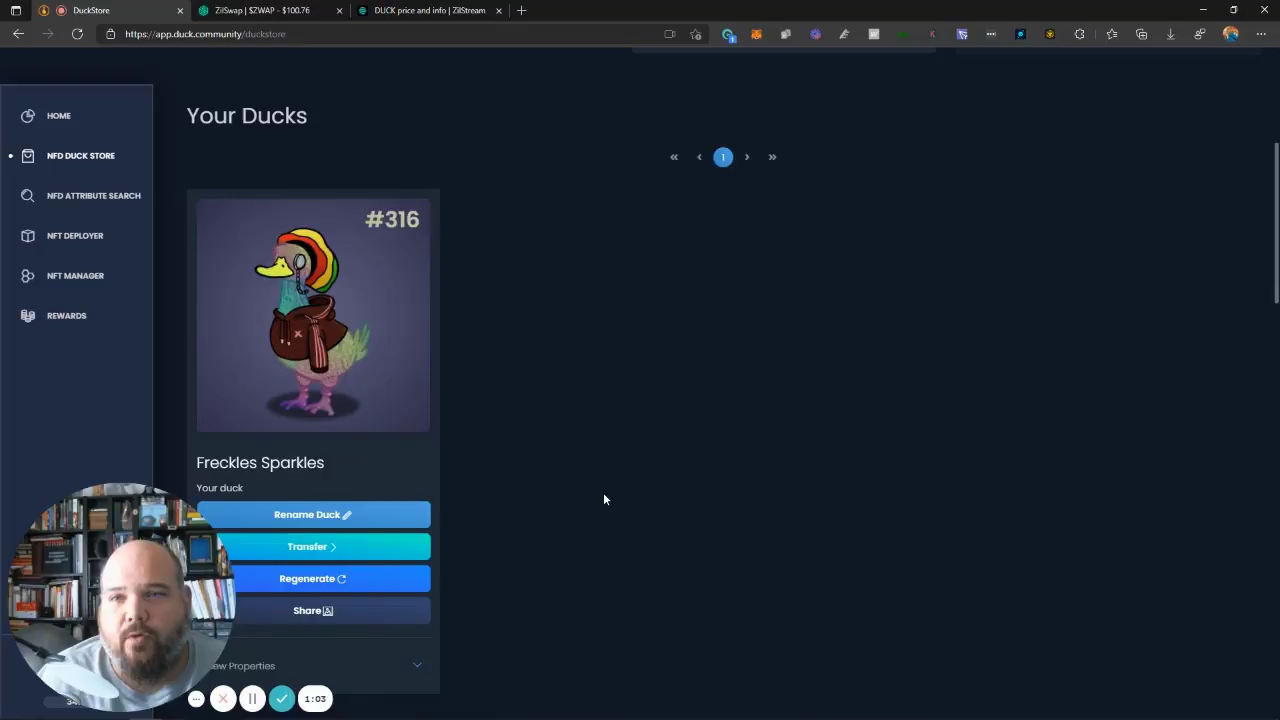 DuckStore
ZilSwap | $ZWAP - $100.76
DUCK price and info | ZilStream
https://app.duck.community/duckstore
HOME
NFD DUCK STORE
NFD ATTRIBUTE SEARCH
NFT DEPLOYER
NFT MANAGER
REWARDS
Your Ducks
« ‹ 1 › »
#316
Freckles Sparkles
Your duck
Rename Duck
Transfer >
Regenerate
Share
Properties
1:03